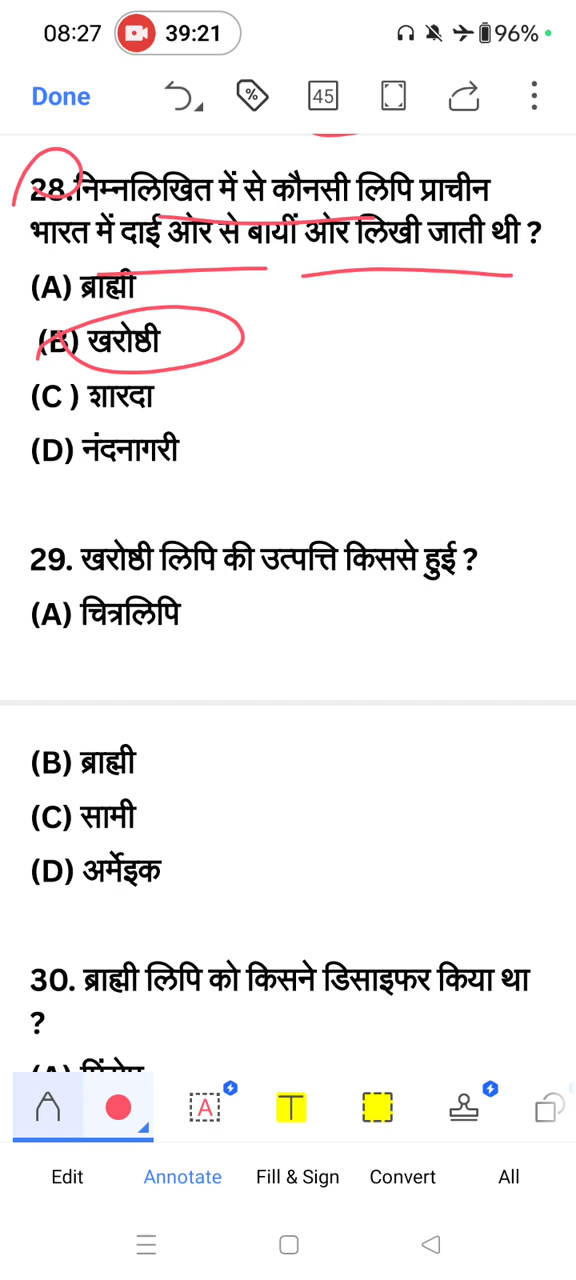 08:27
39:21
96%
Done
%
45
28.निम्नलिखित में से कौनसी लिपि प्राचीन
भारत में दाई ओर से बायीं ओर लिखी जाती थी ?
(A) ब्राह्मी
(B) खरोष्ठी
(C ) शारदा
(D) नंदनागरी
29. खरोष्ठी लिपि की उत्पत्ति किससे हुई ?
(A) चित्रलिपि
(B) ब्राह्मी
(C) सामी
(D) अर्मेइक
30. ब्राह्मी लिपि को किसने डिसाइफर किया था
?
A
T
Edit
Annotate
Fill & Sign
Convert
All